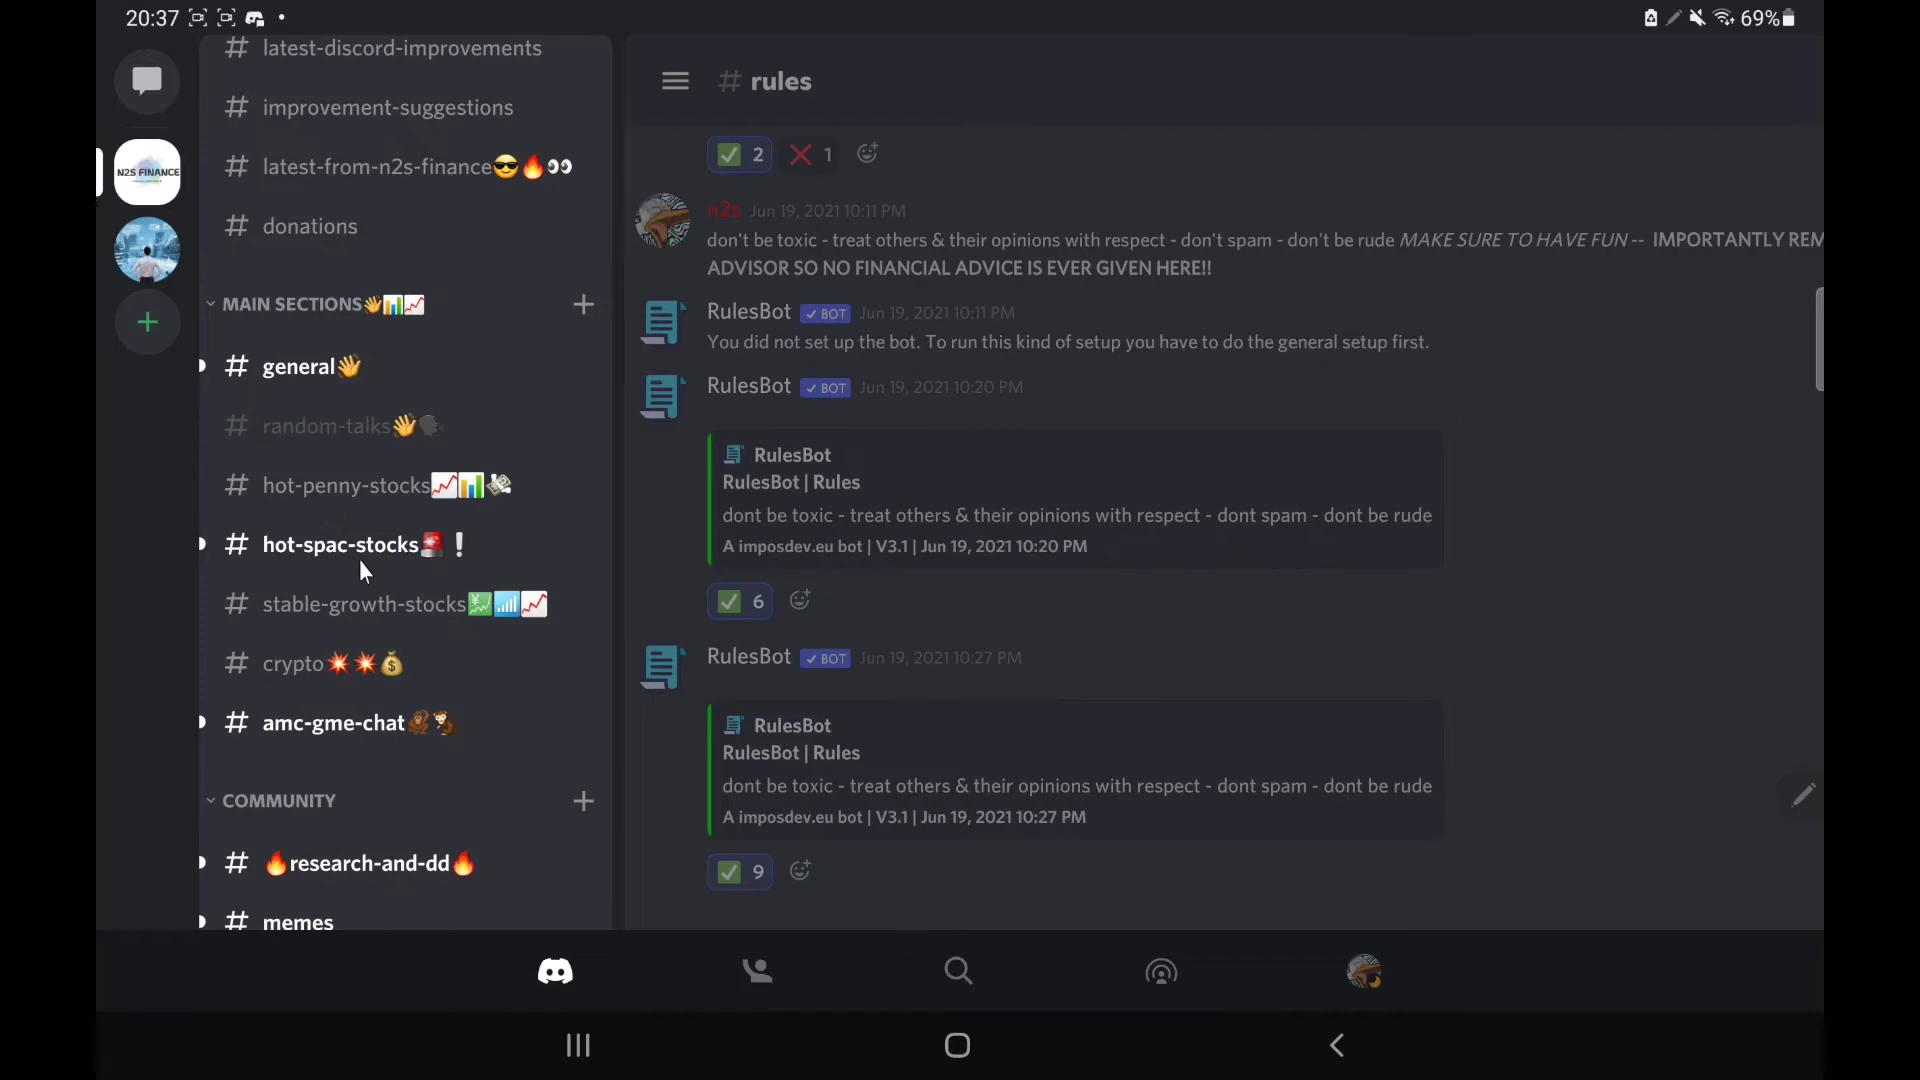 20:37
69%
latest-discord-improvements
improvement-suggestions
N2S FINANCE
latest-from-n2s-finance😎🔥👀
donations
MAIN SECTIONS👋📊📈
general👋
random-talks👋🗣
hot-penny-stocks📈📊💸
hot-spac-stocks🚨❕
stable-growth-stocks💹📶📈
crypto💥💥💰
amc-gme-chat🦧🐒
COMMUNITY
🔥research-and-dd🔥
memes
# rules
✅ 2 ❌ 1
n2s Jun 19, 2021 10:11 PM
don't be toxic - treat others & their opinions with respect - don't spam - don't be rude MAKE SURE TO HAVE FUN -- IMPORTANTLY REM
ADVISOR SO NO FINANCIAL ADVICE IS EVER GIVEN HERE!!
RulesBot ✓ BOT Jun 19, 2021 10:11 PM
You did not set up the bot. To run this kind of setup you have to do the general setup first.
RulesBot ✓ BOT Jun 19, 2021 10:20 PM
RulesBot
RulesBot | Rules
dont be toxic - treat others & their opinions with respect - dont spam - dont be rude
A imposdev.eu bot | V3.1 | Jun 19, 2021 10:20 PM
✅ 6
RulesBot ✓ BOT Jun 19, 2021 10:27 PM
RulesBot
RulesBot | Rules
dont be toxic - treat others & their opinions with respect - dont spam - dont be rude
A imposdev.eu bot | V3.1 | Jun 19, 2021 10:27 PM
✅ 9